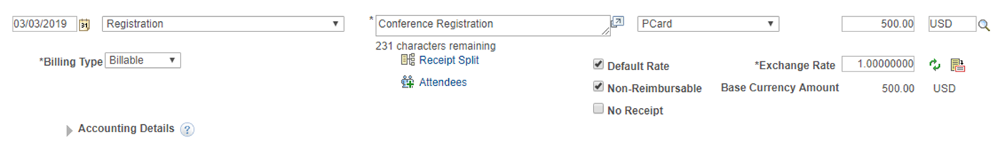 03/03/2019 Registration * Conference Registration PCard 500.00 USD
231 characters remaining
*Billing Type Billable Receipt Split Default Rate *Exchange Rate 1.00000000
Attendees Non-Reimbursable Base Currency Amount 500.00 USD
No Receipt
Accounting Details ?